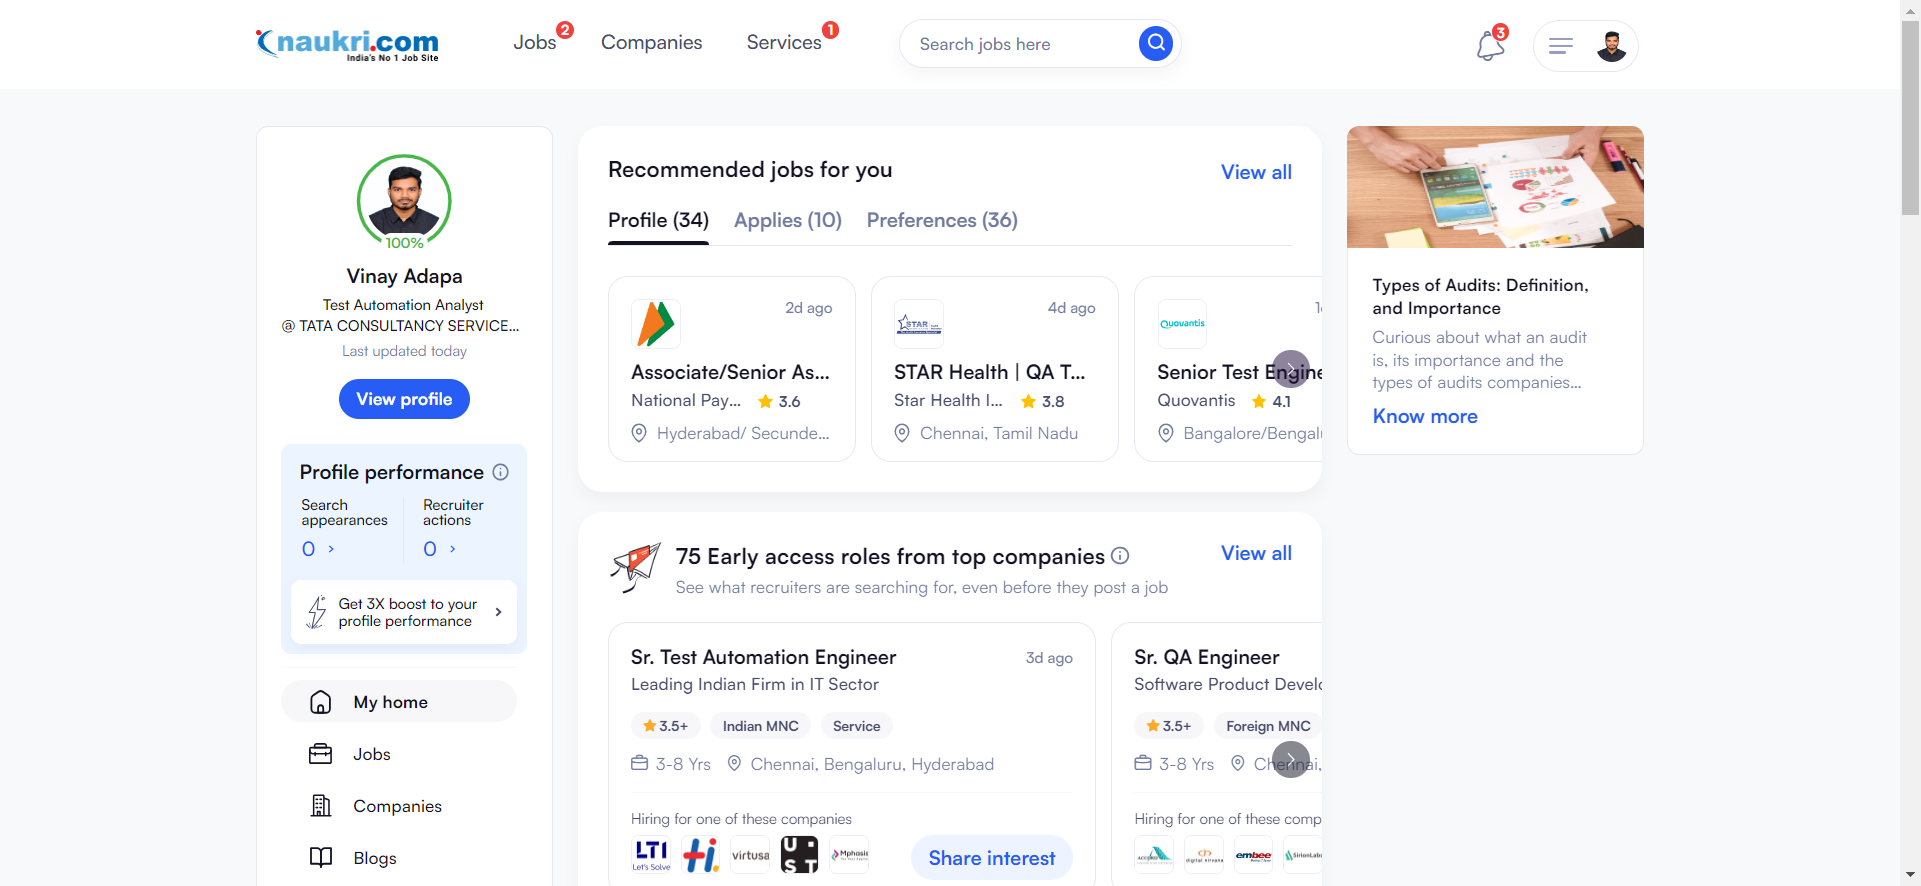 naukri.com
India's No 1 Job Site
Jobs
2
Companies
Services
1
Search jobs here
3
100%
Vinay Adapa
Test Automation Analyst
@ TATA CONSULTANCY SERVICE...
Last updated today
View profile
Profile performance
Search
appearances
0
Recruiter
actions
0
Get 3X boost to your
profile performance
My home
Jobs
Companies
Blogs
Recommended jobs for you
View all
Profile (34)
Applies (10)
Preferences (36)
2d ago
Associate/Senior As...
National Pay... 3.6
Hyderabad/ Secunde...
STAR
4d ago
STAR Health | QA T...
Star Health I... 3.8
Chennai, Tamil Nadu
Quovantis
Senior Test Engine
Quovantis 4.1
Bangalore/Bengal
75 Early access roles from top companies
View all
See what recruiters are searching for, even before they post a job
Sr. Test Automation Engineer
3d ago
Leading Indian Firm in IT Sector
3.5+ Indian MNC Service
3-8 Yrs Chennai, Bengaluru, Hyderabad
Hiring for one of these companies
LTI
Let's Solve
Hi.
virtusa
UST
Mphasis
Share interest
Sr. QA Engineer
Software Product Devel
3.5+ Foreign MNC
3-8 Yrs Chennai,
Hiring for one of these comp
accolite
digital nirvana
embee
SirionLabs
Types of Audits: Definition,
and Importance
Curious about what an audit
is, its importance and the
types of audits companies...
Know more